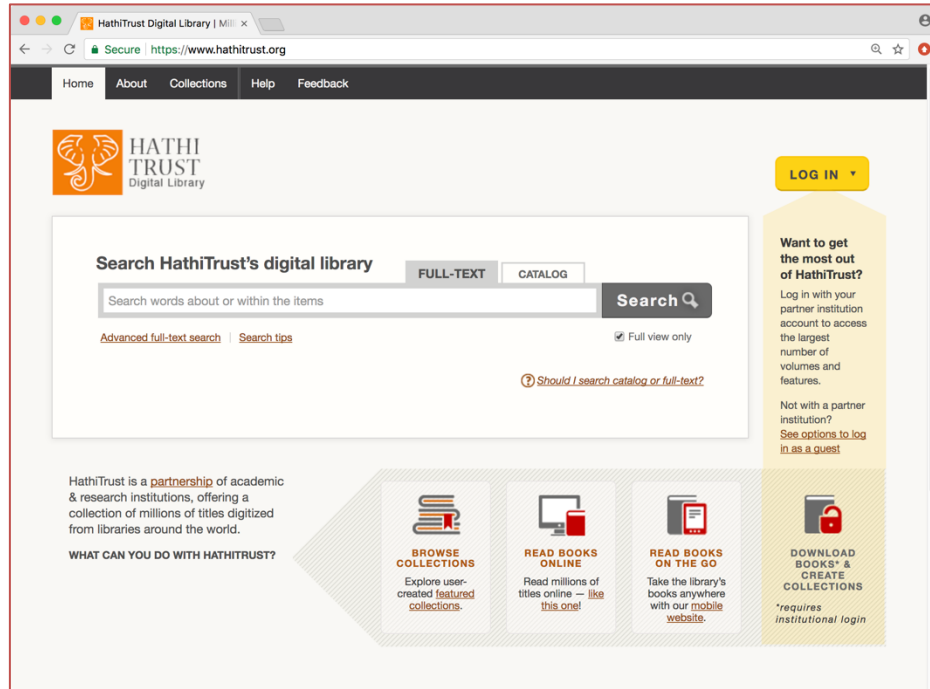 HathiTrust Digital Library | Mill
Secure | https://www.hathitrust.org
Home About Collections Help Feedback
HATHI
TRUST
Digital Library
LOG IN
Search HathiTrust's digital library
FULL-TEXT
CATALOG
Search words about or within the items
Search
Advanced full-text search | Search tips
Full view only
? Should I search catalog or full-text?
Want to get
the most out
of HathiTrust?
Log in with your
partner institution
account to access
the largest
number of
volumes and
features.
Not with a partner
institution?
See options to log
in as a guest
HathiTrust is a partnership of academic
& research institutions, offering a
collection of millions of titles digitized
from libraries around the world.
WHAT CAN YOU DO WITH HATHITRUST?
BROWSE
COLLECTIONS
Explore user-
created featured
collections.
READ BOOKS
ONLINE
Read millions of
titles online — like
this one!
READ BOOKS
ON THE GO
Take the library's
books anywhere
with our mobile
website.
DOWNLOAD
BOOKS* &
CREATE
COLLECTIONS
*requires
institutional login